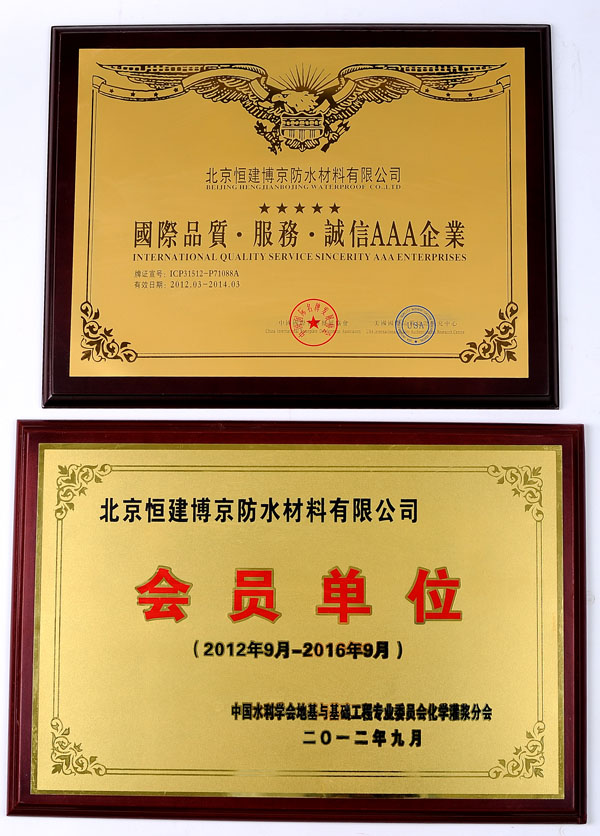 北京恒建博京防水材料有限公司
BEIJING HENGJIANBOJING WATERPROOF CO.,LTD
★★★★★
國際品質·服務·誠信AAA企業
INTERNATIONAL QUALITY SERVICE SINCERITY AAA ENTERPRISES
牌证宣号：ICP31512-P71088A
有效日期：2012.03-2014.03
USA
北京恒建博京防水材料有限公司
会员单位
（2012年9月-2016年9月）
中国水利学会地基与基础工程专业委员会化学灌浆分会
二〇一二年九月